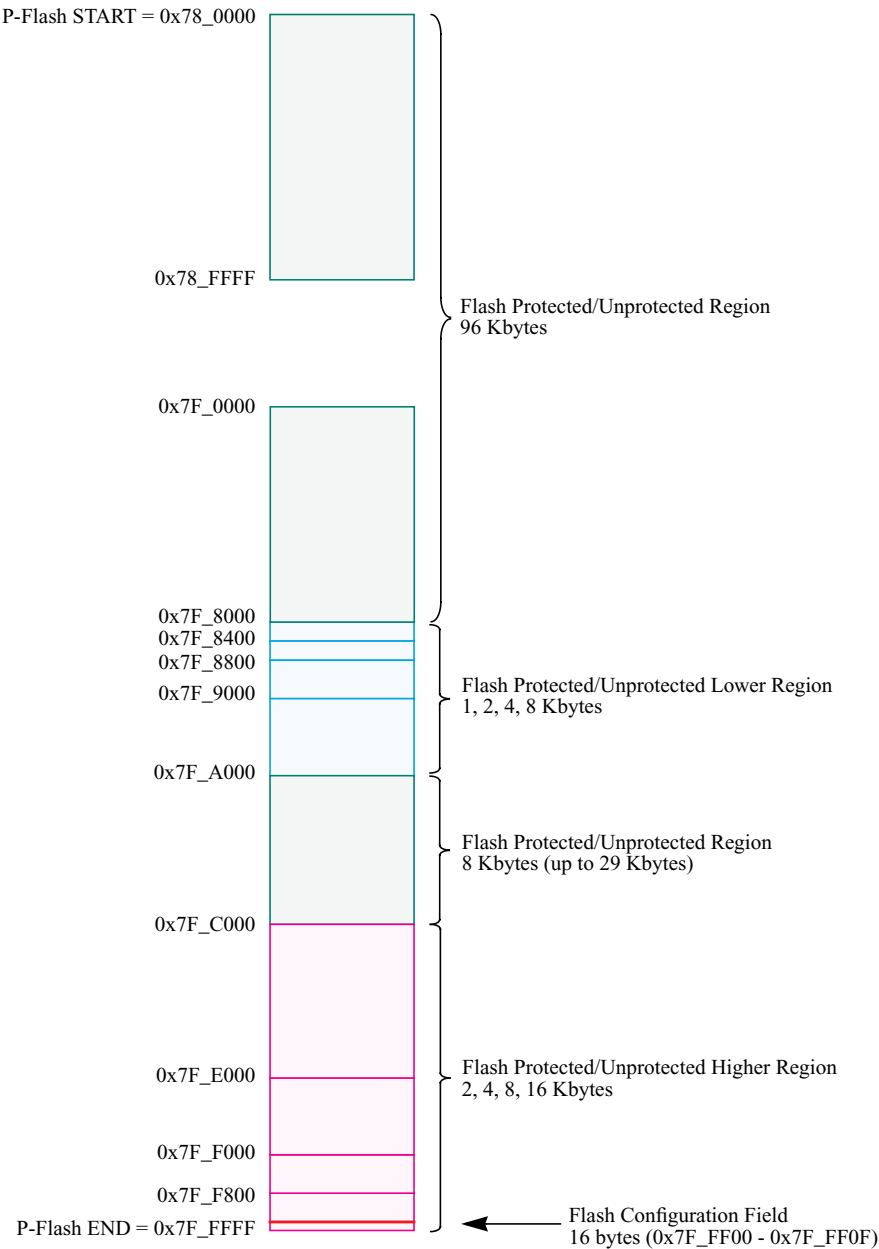 P-Flash START = 0x78_0000
0x78_FFFF
Flash Protected/Unprotected Region
96 Kbytes
0x7F_0000
0x7F_8000
0x7F_8400
0x7F_8800
0x7F_9000
Flash Protected/Unprotected Lower Region
1, 2, 4, 8 Kbytes
0x7F_A000
Flash Protected/Unprotected Region
8 Kbytes (up to 29 Kbytes)
0x7F_C000
Flash Protected/Unprotected Higher Region
2, 4, 8, 16 Kbytes
0x7F_E000
0x7F_F000
0x7F_F800
P-Flash END = 0x7F_FFFF
Flash Configuration Field
16 bytes (0x7F_FF00 - 0x7F_FF0F)